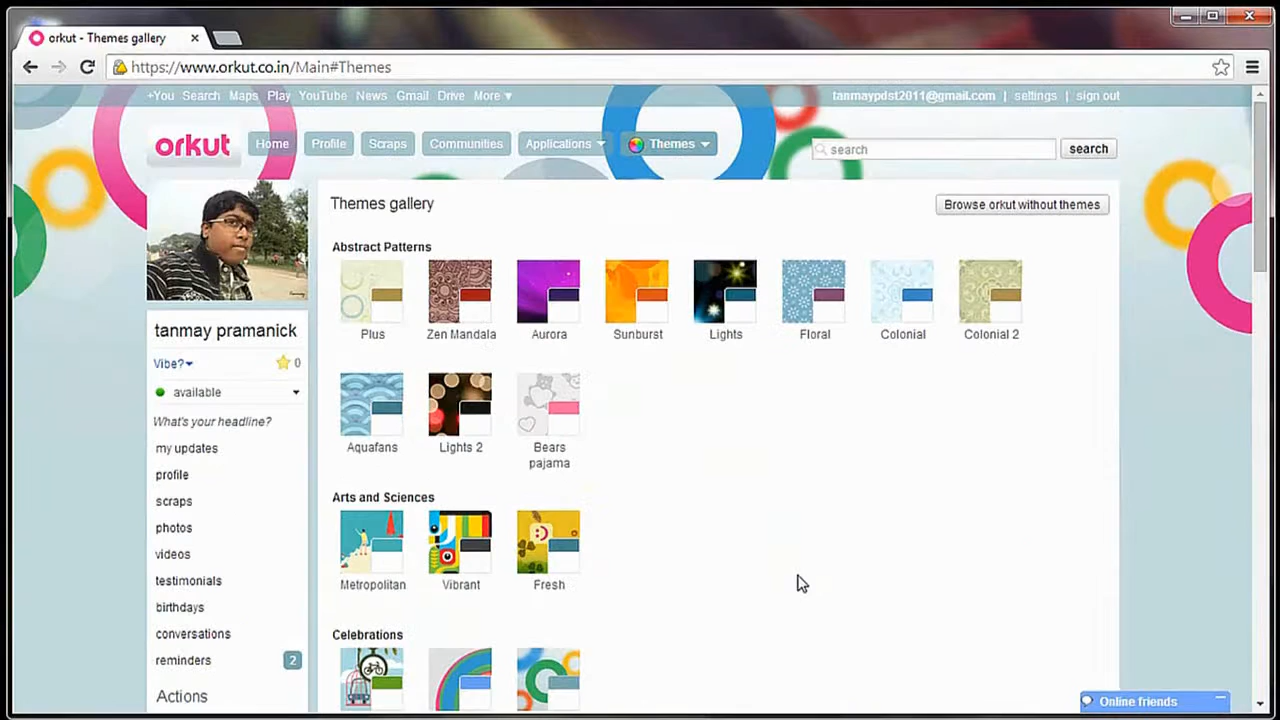 orkut - Themes gallery
https://www.orkut.co.in/Main#Themes
+You Search Maps Play YouTube News Gmail Drive More ▾ tanmaypdst2011@gmail.com | settings | sign out
orkut Home Profile Scraps Communities Applications Themes search search
Themes gallery Browse orkut without themes
Abstract Patterns
Plus Zen Mandala Aurora Sunburst Lights Floral Colonial Colonial 2
tanmay pramanick
Vibe? 0
available
What's your headline?
my updates
Aquafans Lights 2 Bears
pajama
profile
scraps
photos
videos
testimonials
birthdays
conversations
reminders 2
Actions
Arts and Sciences
Metropolitan Vibrant Fresh
Celebrations
Online friends